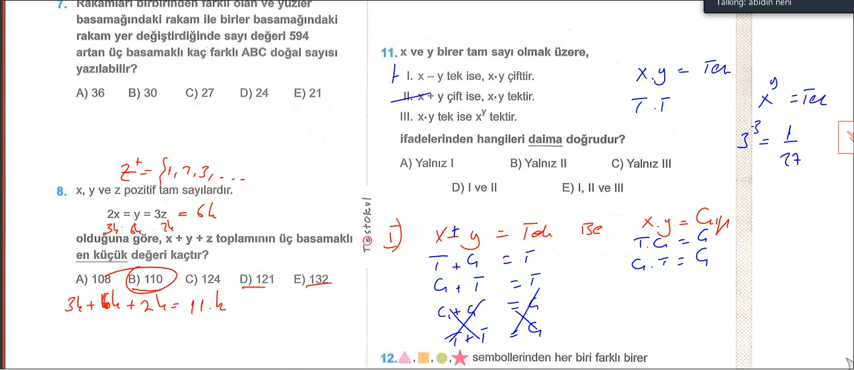 7. Rakamları birbirinden farklı olan ve yüzler
basamağındaki rakam ile birler basamağındaki
rakam yer değiştirdiğinde sayı değeri 594
artan üç basamaklı kaç farklı ABC doğal sayısı
yazılabilir?
A) 36 B) 30 C) 27 D) 24 E) 21
Z⁺ = {1, 2, 3, ...
8. x, y ve z pozitif tam sayılardır.
2x = y = 3z = 6k
3k 6k 2k
olduğuna göre, x + y + z toplamının üç basamaklı
en küçük değeri kaçtır?
A) 108 B) 110 C) 124 D) 121 E) 132
3k + 6k + 2k = 11.k
Tostokul
Talking: abidin neni
11. x ve y birer tam sayı olmak üzere,
I. x – y tek ise, x·y çifttir.
II. x + y çift ise, x·y tektir.
III. x·y tek ise xʸ tektir.
ifadelerinden hangileri daima doğrudur?
A) Yalnız I B) Yalnız II C) Yalnız III
D) I ve II E) I, II ve III
x.y = Tek
T.T
xʸ = Tek
3⁻³ = 1/27
I) x ± y = Tek ise x.y = Çift
T + Ç = T
Ç + T = T
Ç + Ç = Ç
T + T = Ç
T.Ç = Ç
Ç.T = Ç
12. , , , sembollerinden her biri farklı birer